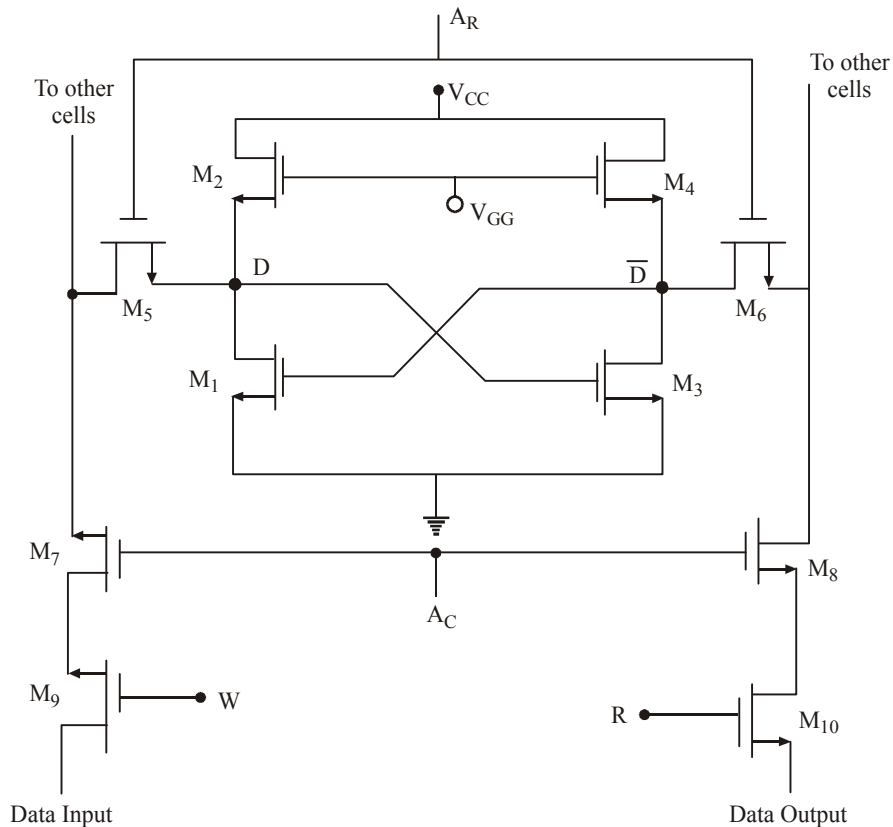 A_R
To other
cells
To other
cells
V_CC
M_2
M_4
V_GG
D
D̅
M_5
M_6
M_1
M_3
M_7
M_8
A_C
M_9
W
R
M_10
Data Input
Data Output